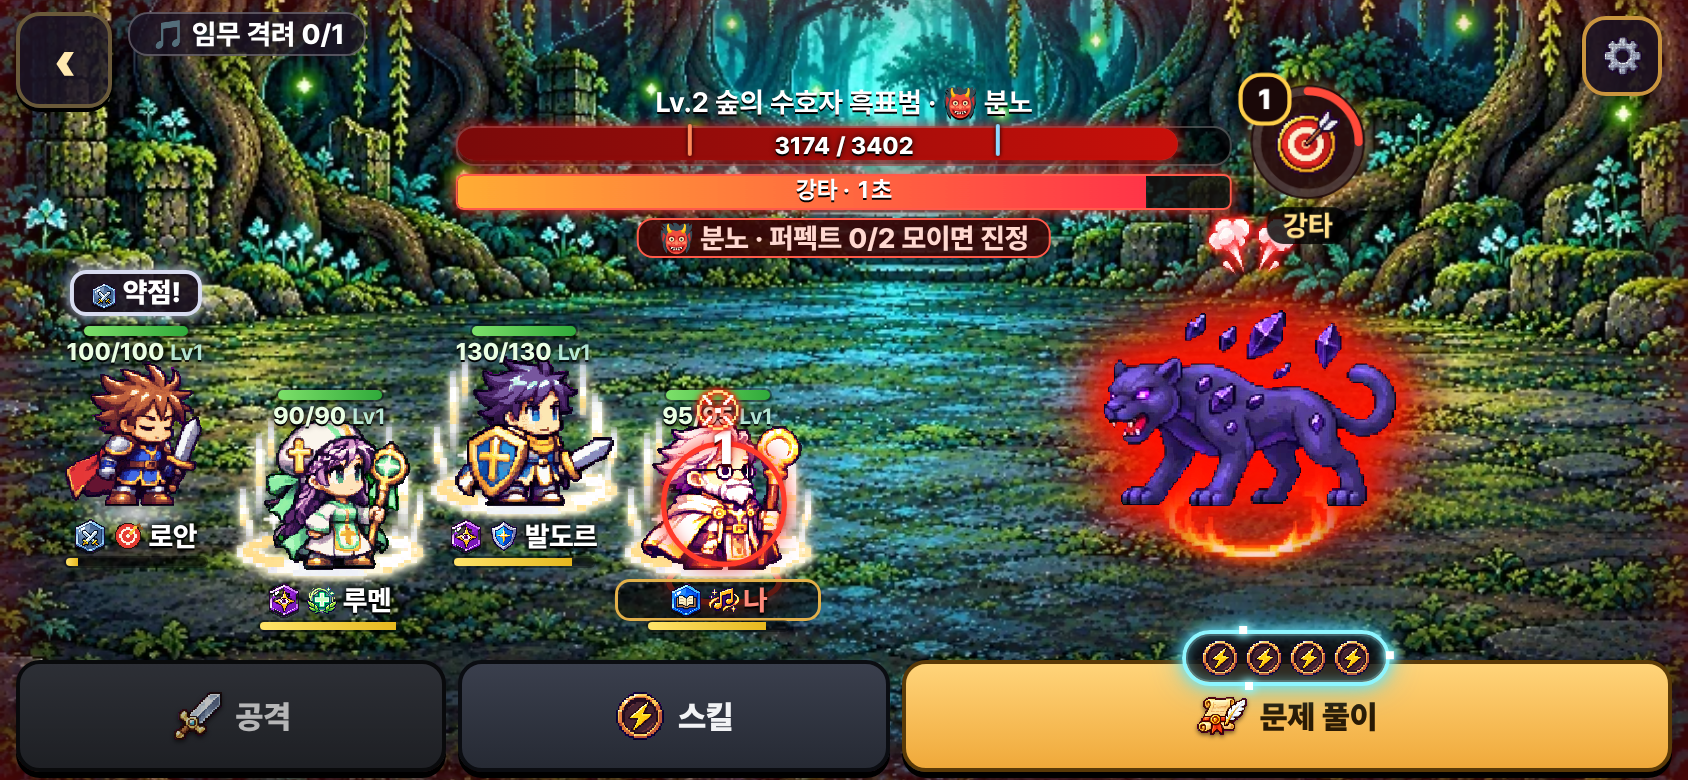 임무 격려 0/1
Lv.2 숲의 수호자 흑표범 · 분노
3174 / 3402
강타 · 1초
분노 · 퍼펙트 0/2 모이면 진정
1
강타
약점!
100/100 Lv1
130/130 Lv1
90/90 Lv1
95/95 Lv1
1
로안
발도르
루멘
나
공격
스킬
문제 풀이